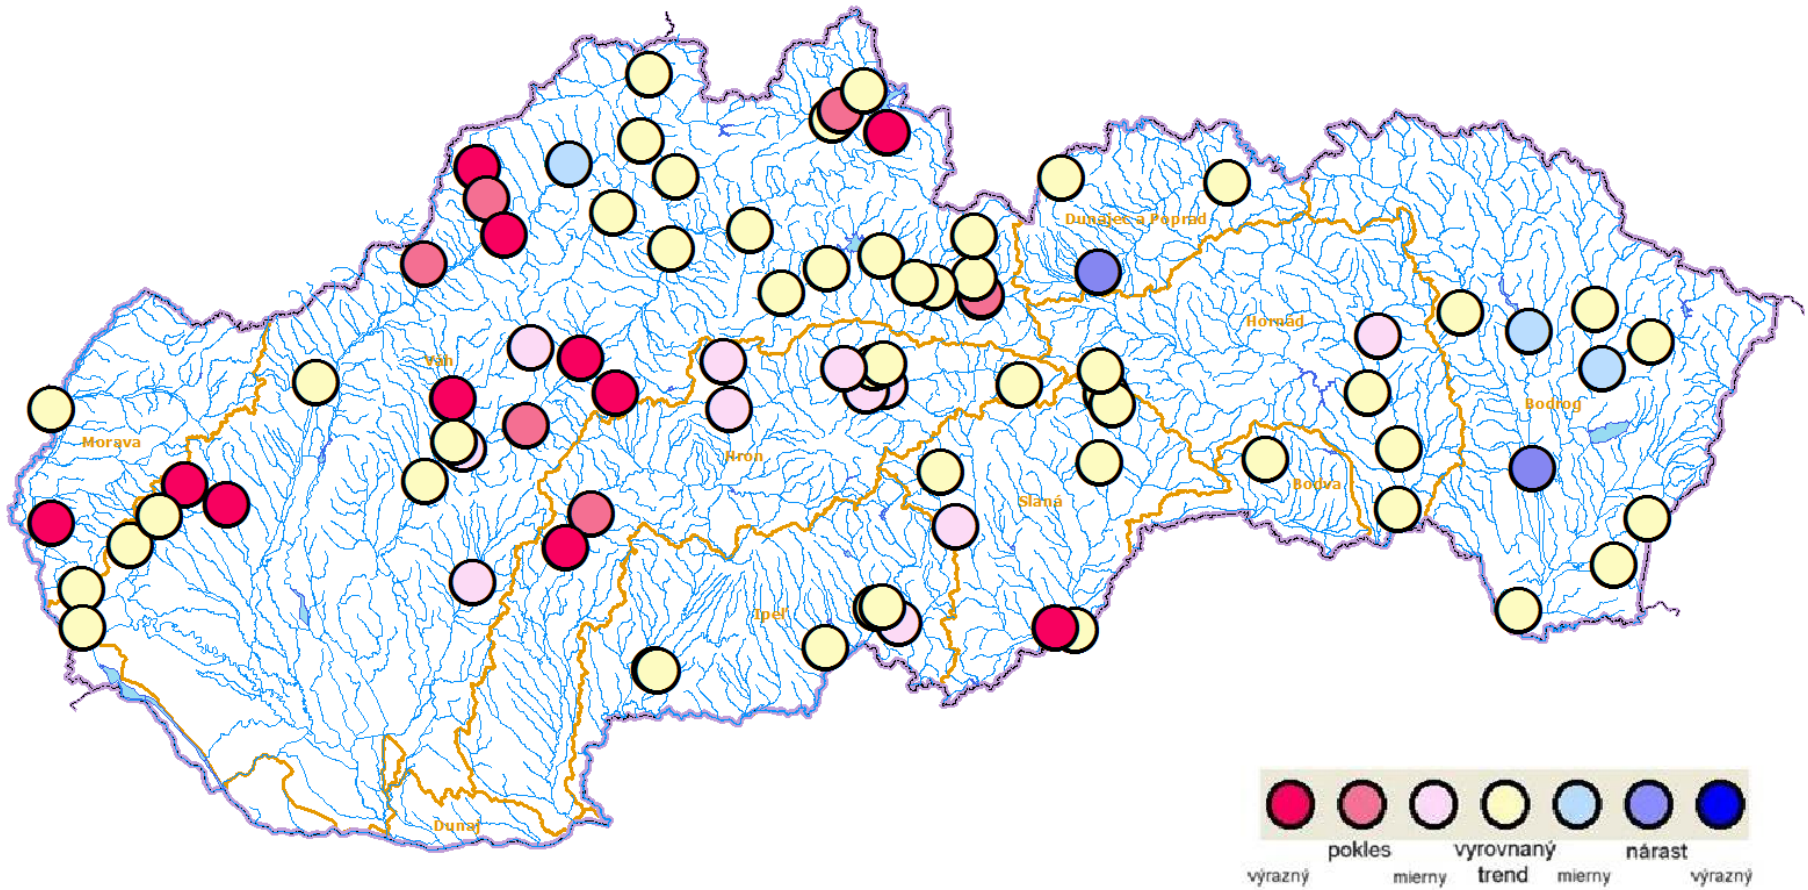 Dunajec a Poprad
Hornád
Váh
Bodrog
Morava
Hron
Bodva
Slaná
Ipeľ
Dunaj
pokles vyrovnaný nárast
výrazný mierny trend mierny výrazný